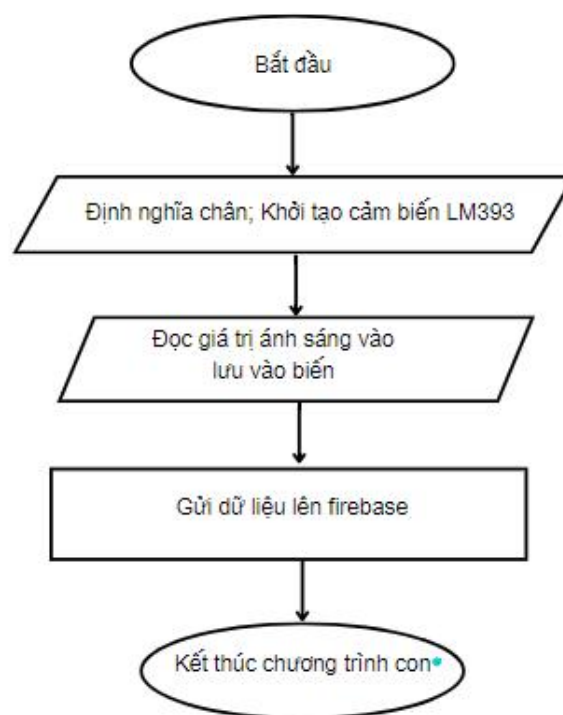 Bắt đầu
Định nghĩa chân; Khởi tạo cảm biến LM393
Đọc giá trị ánh sáng vào
lưu vào biến
Gửi dữ liệu lên firebase
Kết thúc chương trình con